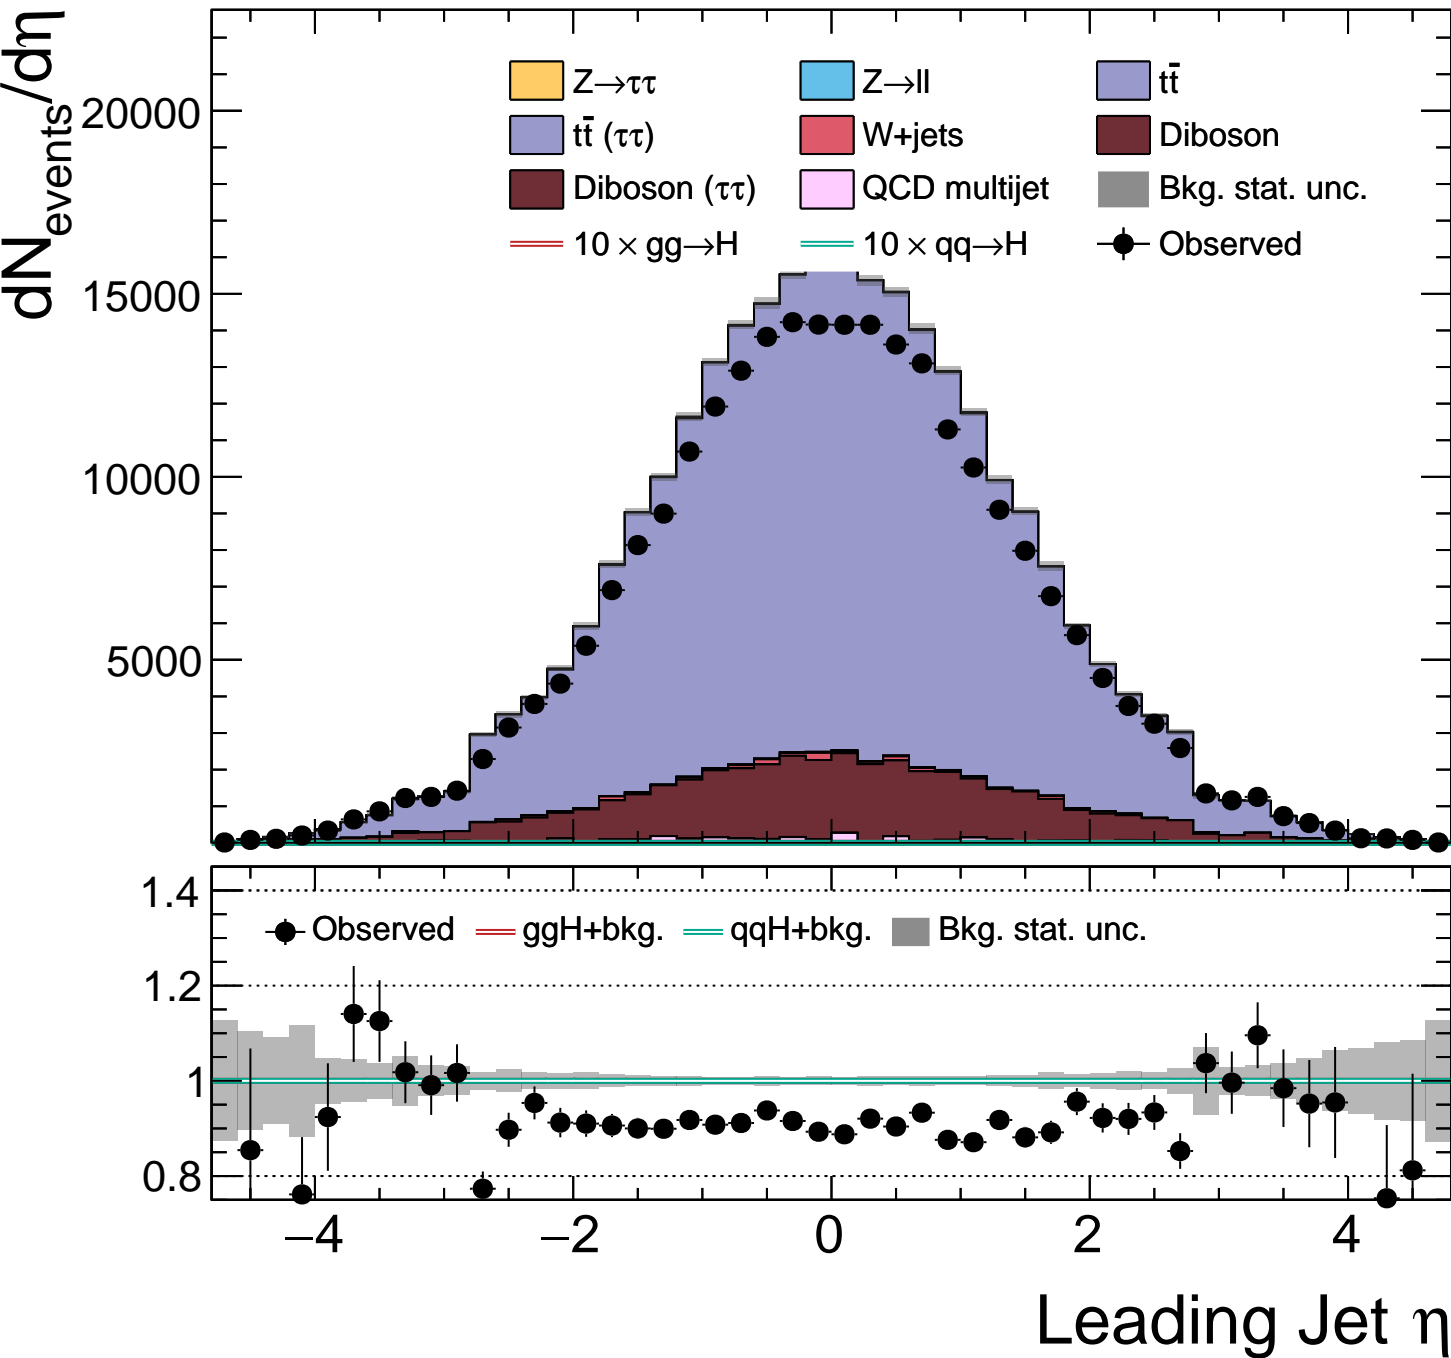 dN_events/dη
20000
15000
10000
5000
Z→ττ Z→ll tt̄
tt̄ (ττ) W+jets Diboson
Diboson (ττ) QCD multijet Bkg. stat. unc.
10 × gg→H 10 × qq→H Observed
1.4
1.2
1
0.8
Observed ggH+bkg. qqH+bkg. Bkg. stat. unc.
−4 −2 0 2 4
Leading Jet η